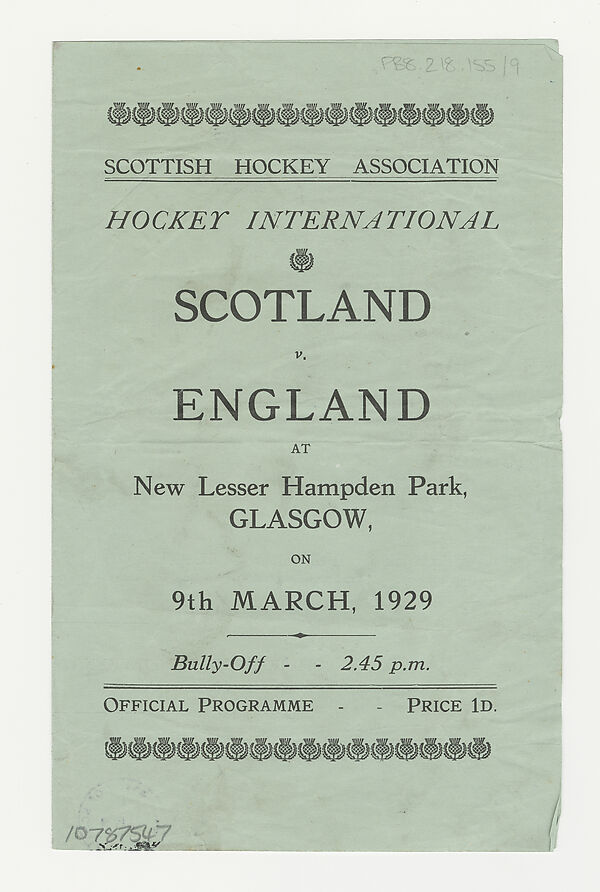 PB8.218.155/9
SCOTTISH HOCKEY ASSOCIATION
HOCKEY INTERNATIONAL
SCOTLAND
v.
ENGLAND
AT
New Lesser Hampden Park,
GLASGOW,
ON
9th MARCH, 1929
Bully-Off - - 2.45 p.m.
OFFICIAL PROGRAMME - - PRICE 1D.
10787547